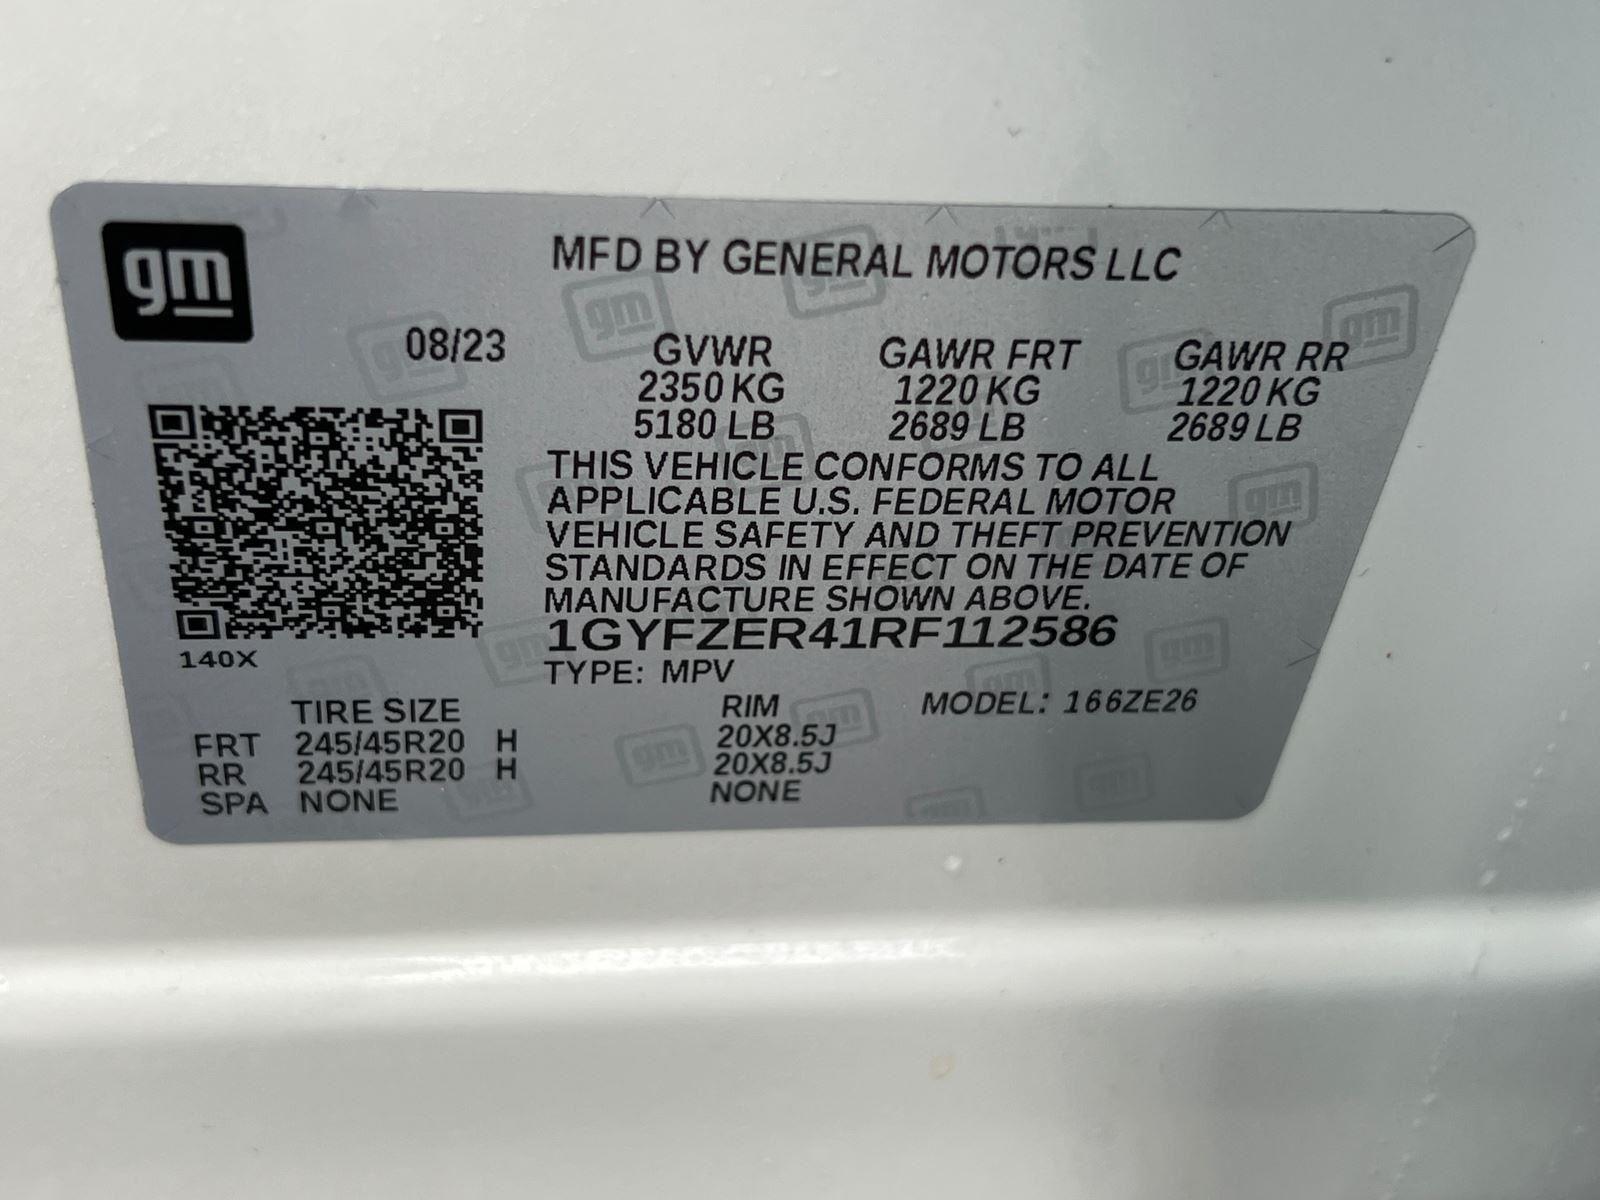 gm
MFD BY GENERAL MOTORS LLC
08/23
GVWR GAWR FRT GAWR RR
2350 KG 1220 KG 1220 KG
5180 LB 2689 LB 2689 LB
THIS VEHICLE CONFORMS TO ALL
APPLICABLE U.S. FEDERAL MOTOR
VEHICLE SAFETY AND THEFT PREVENTION
STANDARDS IN EFFECT ON THE DATE OF
MANUFACTURE SHOWN ABOVE.
1GYFZER41RF112586
140X
TYPE: MPV
TIRE SIZE RIM MODEL: 166ZE26
FRT 245/45R20 H 20X8.5J
RR 245/45R20 H 20X8.5J
SPA NONE NONE